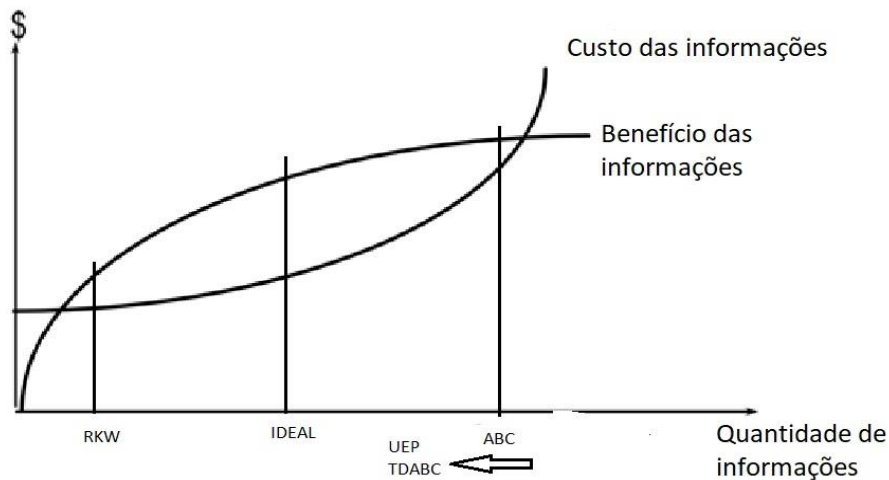 $
Custo das informações
Benefício das
informações
RKW
IDEAL
UEP
TDABC
ABC
Quantidade de
informações